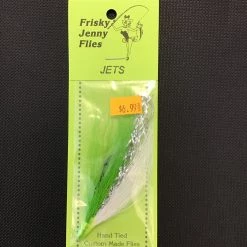 Frisky
Jenny
Flies
JETS
$6.99
Hand Tied
Custom Made Flies